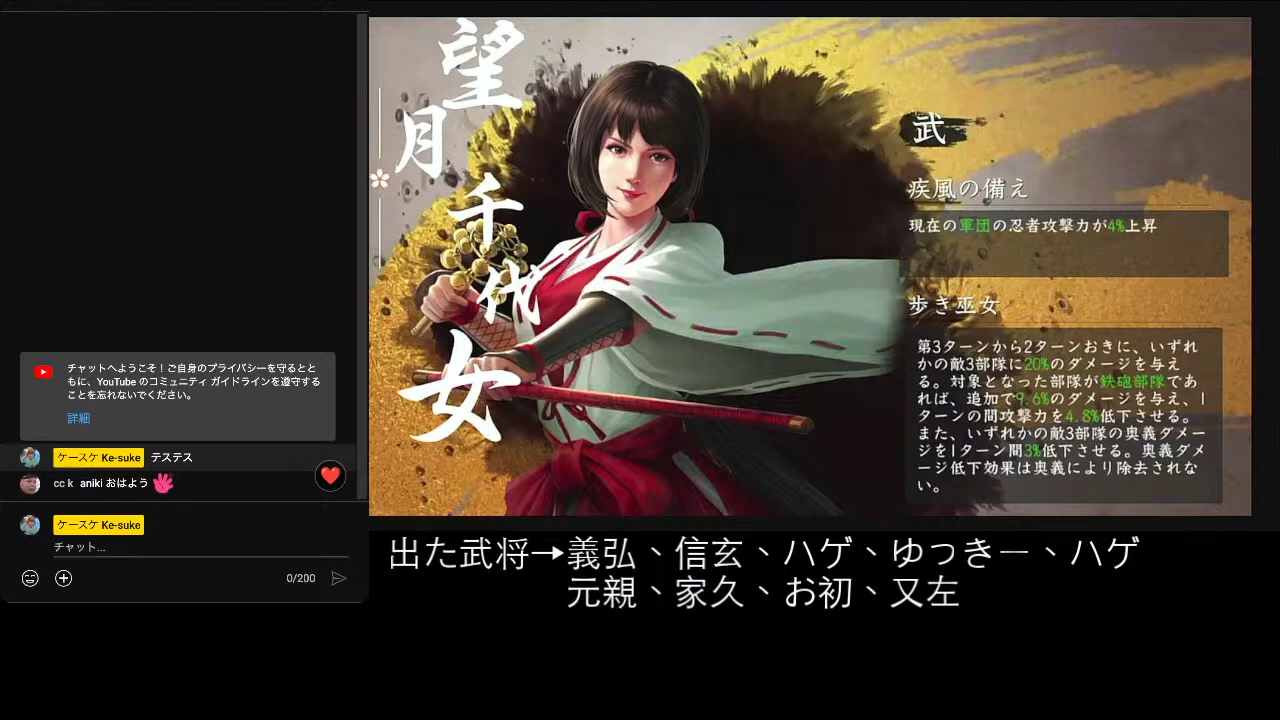 チャットへようこそ！ご自身のプライバシーを守るとと
もに、YouTube のコミュニティ ガイドラインを遵守する
ことを忘れないでください。
詳細
ケースケ Ke-suke テステス
cc k aniki おはよう
ケースケ Ke-suke
チャット...
0/200
望月千代女
武
疾風の備え
現在の軍団の忍者攻撃力が4%上昇
歩き巫女
第3ターンから2ターンおきに、いずれ
かの敵3部隊に20%のダメージを与え
る。対象となった部隊が鉄砲部隊であ
れば、追加で9.6%のダメージを与え、1
ターンの間攻撃力を4.8%低下させる。
また、いずれかの敵3部隊の奥義ダメー
ジを1ターン間3%低下させる。奥義ダメ
ージ低下効果は奥義により除去されな
い。
出た武将→義弘、信玄、ハゲ、ゆっきー、ハゲ
元親、家久、お初、又左